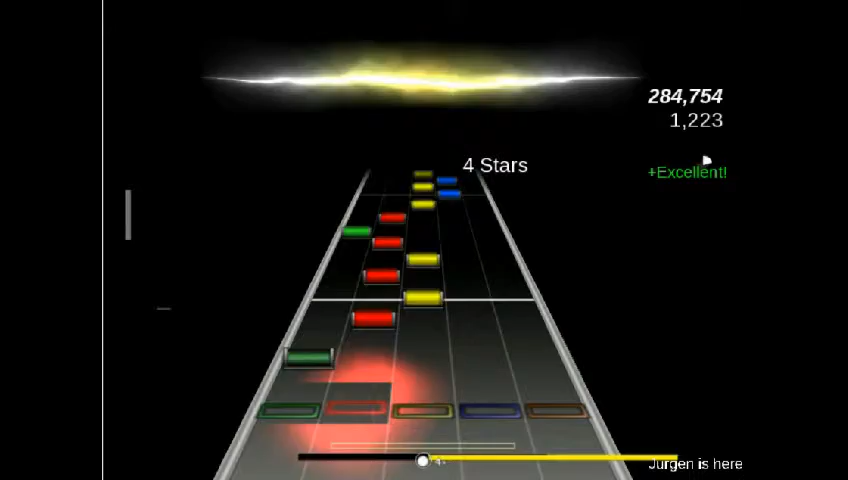 284,754
1,223
4 Stars
+Excellent!
Jurgen is here